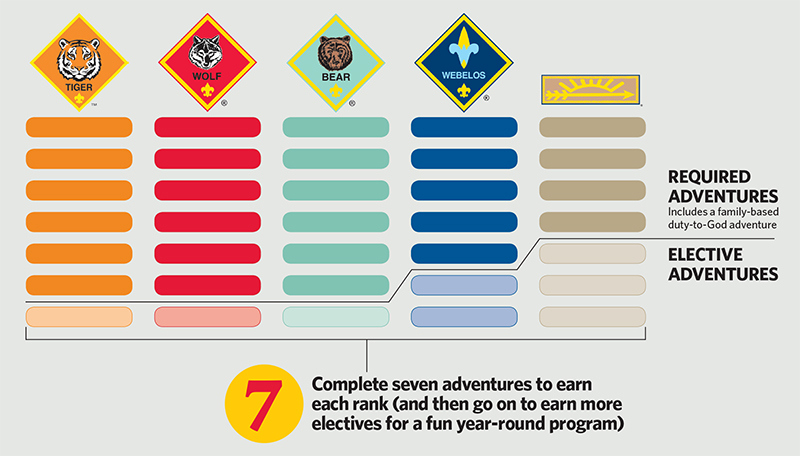 TIGER
™
WOLF
®
BEAR
®
WEBELOS
®
REQUIRED
ADVENTURES
Includes a family-based
duty-to-God adventure
ELECTIVE
ADVENTURES
7
Complete seven adventures to earn
each rank (and then go on to earn more
electives for a fun year-round program)